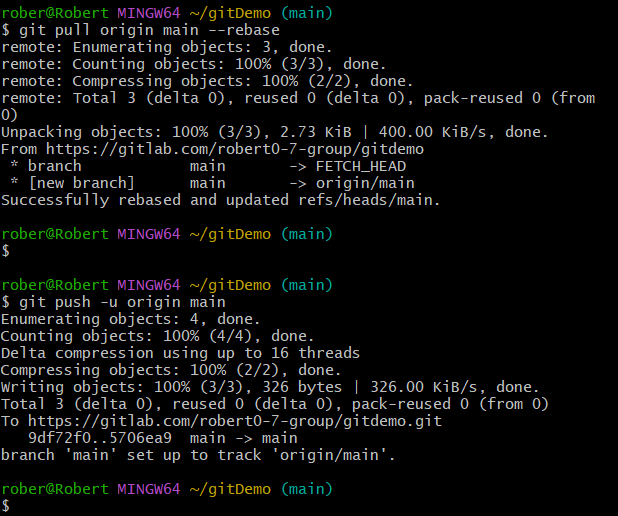 rober@Robert MINGW64 ~/gitDemo (main)
$ git pull origin main --rebase
remote: Enumerating objects: 3, done.
remote: Counting objects: 100% (3/3), done.
remote: Compressing objects: 100% (2/2), done.
remote: Total 3 (delta 0), reused 0 (delta 0), pack-reused 0 (from
0)
Unpacking objects: 100% (3/3), 2.73 KiB | 400.00 KiB/s, done.
From https://gitlab.com/robert0-7-group/gitdemo
 * branch            main       -> FETCH_HEAD
 * [new branch]      main       -> origin/main
Successfully rebased and updated refs/heads/main.
rober@Robert MINGW64 ~/gitDemo (main)
$
rober@Robert MINGW64 ~/gitDemo (main)
$ git push -u origin main
Enumerating objects: 4, done.
Counting objects: 100% (4/4), done.
Delta compression using up to 16 threads
Compressing objects: 100% (2/2), done.
Writing objects: 100% (3/3), 326 bytes | 326.00 KiB/s, done.
Total 3 (delta 0), reused 0 (delta 0), pack-reused 0 (from 0)
To https://gitlab.com/robert0-7-group/gitdemo.git
   9df72f0..5706ea9  main -> main
branch 'main' set up to track 'origin/main'.
rober@Robert MINGW64 ~/gitDemo (main)
$